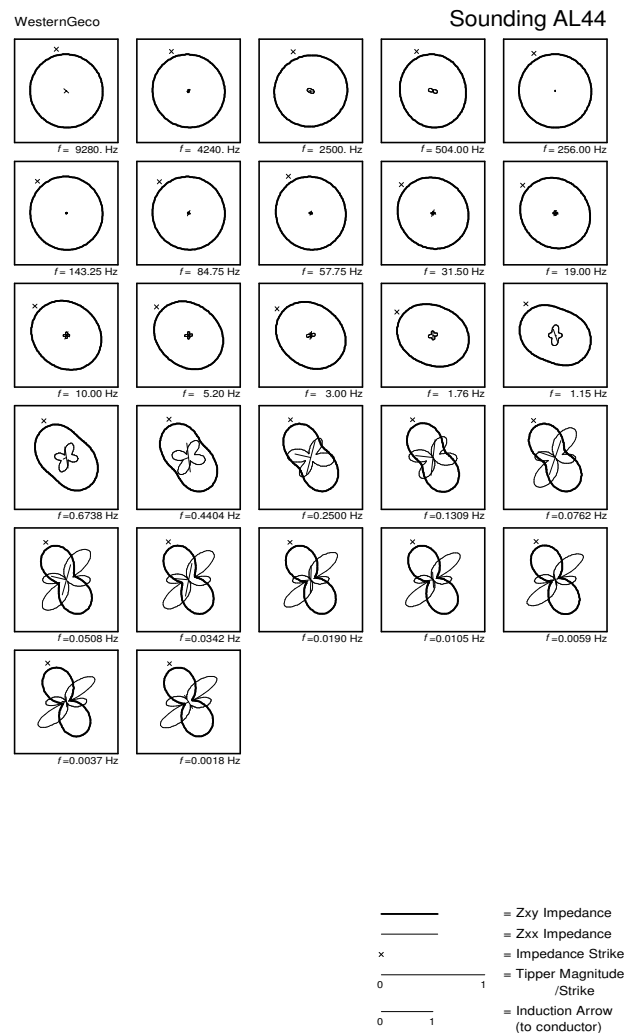 WesternGeco
Sounding AL44
f = 9280. Hz
f = 4240. Hz
f = 2500. Hz
f = 504.00 Hz
f = 256.00 Hz
f = 143.25 Hz
f = 84.75 Hz
f = 57.75 Hz
f = 31.50 Hz
f = 19.00 Hz
f = 10.00 Hz
f = 5.20 Hz
f = 3.00 Hz
f = 1.76 Hz
f = 1.15 Hz
f =0.6738 Hz
f =0.4404 Hz
f =0.2500 Hz
f =0.1309 Hz
f =0.0762 Hz
f =0.0508 Hz
f =0.0342 Hz
f =0.0190 Hz
f =0.0105 Hz
f =0.0059 Hz
f =0.0037 Hz
f =0.0018 Hz
= Zxy Impedance
= Zxx Impedance
× = Impedance Strike
= Tipper Magnitude
0 1 /Strike
= Induction Arrow
0 1 (to conductor)